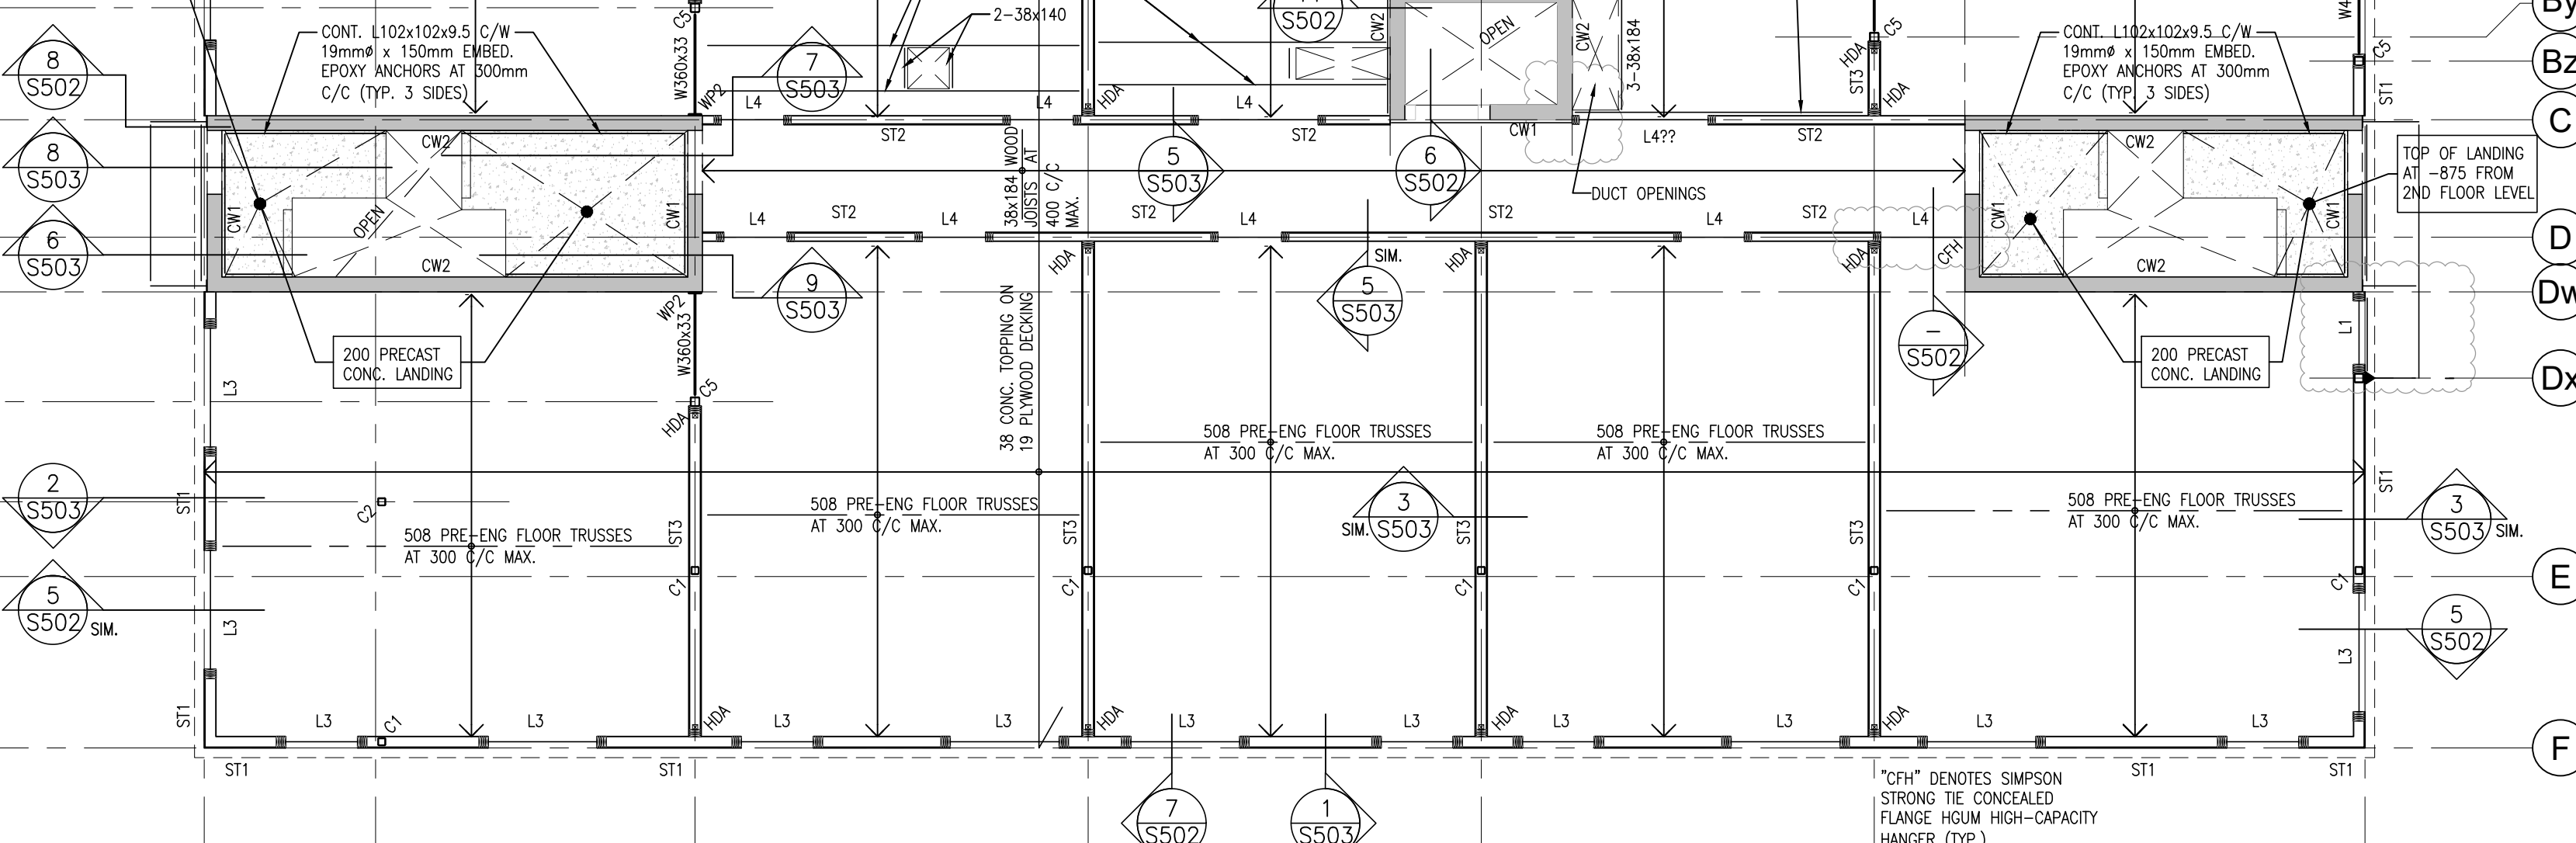 2-38x140
S502
CW2
OPEN
CW2
3-38x184
W4
By
CONT. L102x102x9.5 C/W
19mmø x 150mm EMBED.
EPOXY ANCHORS AT 300mm
C/C (TYP. 3 SIDES)
C5
W360x33
WP2
HDA
HDA
ST3
C5
HDA
CONT. L102x102x9.5 C/W
19mmø x 150mm EMBED.
EPOXY ANCHORS AT 300mm
C/C (TYP. 3 SIDES)
C5
ST1
Bz
8
S502
7
S503
L4
L4
L4
ST2
ST2
CW1
L4??
ST2
C
8
S503
CW2
38x184 WOOD
JOISTS AT
400 C/C
MAX.
5
S503
6
S502
DUCT OPENINGS
CW2
TOP OF LANDING
AT -875 FROM
2ND FLOOR LEVEL
CW1
OPEN
CW1
L4
ST2
L4
ST2
L4
ST2
L4
ST2
L4
CW1
CW1
D
6
S503
CW2
9
S503
HDA
SIM.
5
S503
HDA
HDA
CFH
CW2
Dw
WP2
W360x33
C5
HDA
200 PRECAST
CONC. LANDING
38 CONC. TOPPING ON
19 PLYWOOD DECKING
–
S502
200 PRECAST
CONC. LANDING
L1
Dx
L3
508 PRE-ENG FLOOR TRUSSES
AT 300 C/C MAX.
508 PRE-ENG FLOOR TRUSSES
AT 300 C/C MAX.
2
S503
ST1
C2
508 PRE-ENG FLOOR TRUSSES
AT 300 C/C MAX.
ST3
508 PRE-ENG FLOOR TRUSSES
AT 300 C/C MAX.
ST3
3
S503
SIM.
ST3
ST3
508 PRE-ENG FLOOR TRUSSES
AT 300 C/C MAX.
ST1
3
S503
SIM.
C1
C1
C1
C1
C1
E
5
S502
SIM.
L3
L3
5
S502
ST1
L3
C1
L3
HDA
L3
L3
HDA
L3
L3
HDA
L3
L3
HDA
L3
L3
F
ST1
ST1
ST1
ST1
7
S502
1
S503
"CFH" DENOTES SIMPSON
STRONG TIE CONCEALED
FLANGE HGUM HIGH-CAPACITY
HANGER (TYP.)